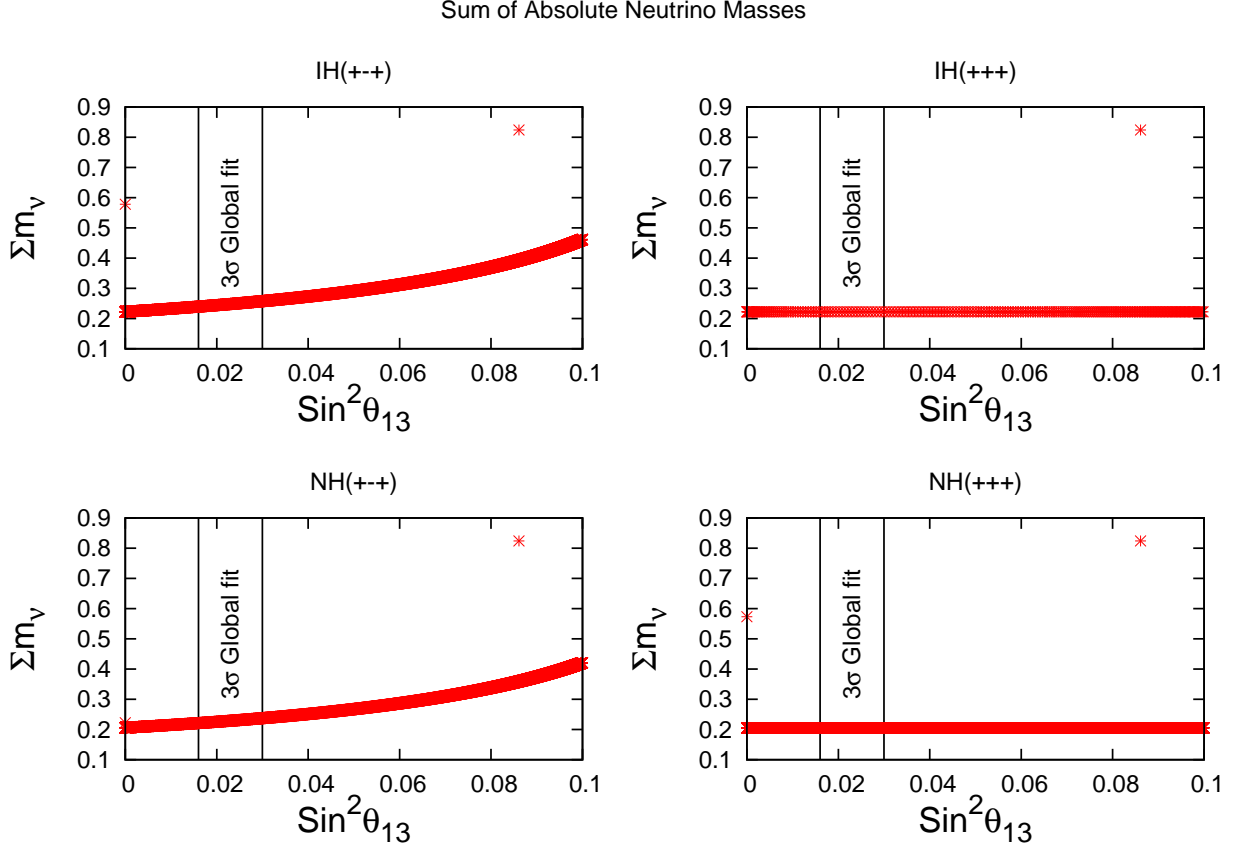 Sum of Absolute Neutrino Masses
IH(+-+)
0.9
0.8
0.7
0.6
0.5
0.4
0.3
0.2
0.1
Σmν
3σ Global fit
0 0.02 0.04 0.06 0.08 0.1
Sin²θ₁₃
IH(+++)
0.9
0.8
0.7
0.6
0.5
0.4
0.3
0.2
0.1
Σmν
3σ Global fit
0 0.02 0.04 0.06 0.08 0.1
Sin²θ₁₃
NH(+-+)
0.9
0.8
0.7
0.6
0.5
0.4
0.3
0.2
0.1
Σmν
3σ Global fit
0 0.02 0.04 0.06 0.08 0.1
Sin²θ₁₃
NH(+++)
0.9
0.8
0.7
0.6
0.5
0.4
0.3
0.2
0.1
Σmν
3σ Global fit
0 0.02 0.04 0.06 0.08 0.1
Sin²θ₁₃